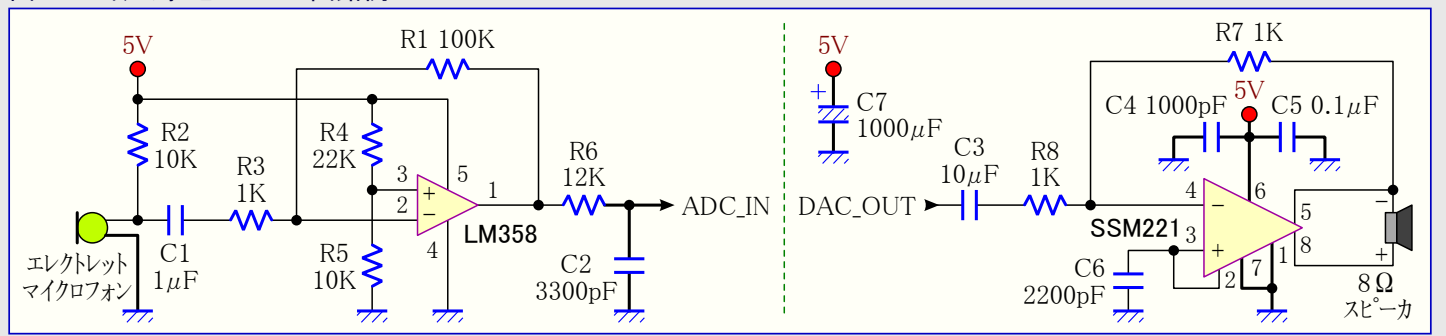 5V
R1 100K
R2
10K
R4
22K
R3
1K
3
2
+
−
5
1
4
LM358
R6
12K
ADC_IN
C1
1μF
エレクトレット
マイクロフォン
R5
10K
C2
3300pF
5V
+
C7
1000μF
DAC_OUT
C3
10μF
R8
1K
R7 1K
5V
C4 1000pF
C5 0.1μF
4
−
6
SSM221
3
+
5
8
2
7
1
C6
2200pF
−
+
8Ω
スピーカ